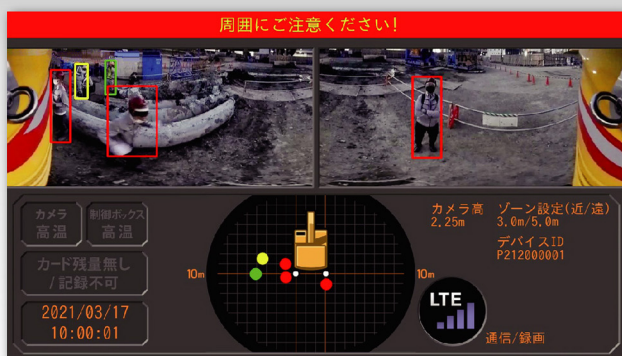 周囲にご注意ください!
カメラ
高温
制御ボックス
高温
カード残量無し
/記録不可
2021/03/17
10:00:01
10m
10m
カメラ高
2.25m
ゾーン設定(近/遠)
3.0m/5.0m
デバイスID
P212000001
LTE
通信/録画